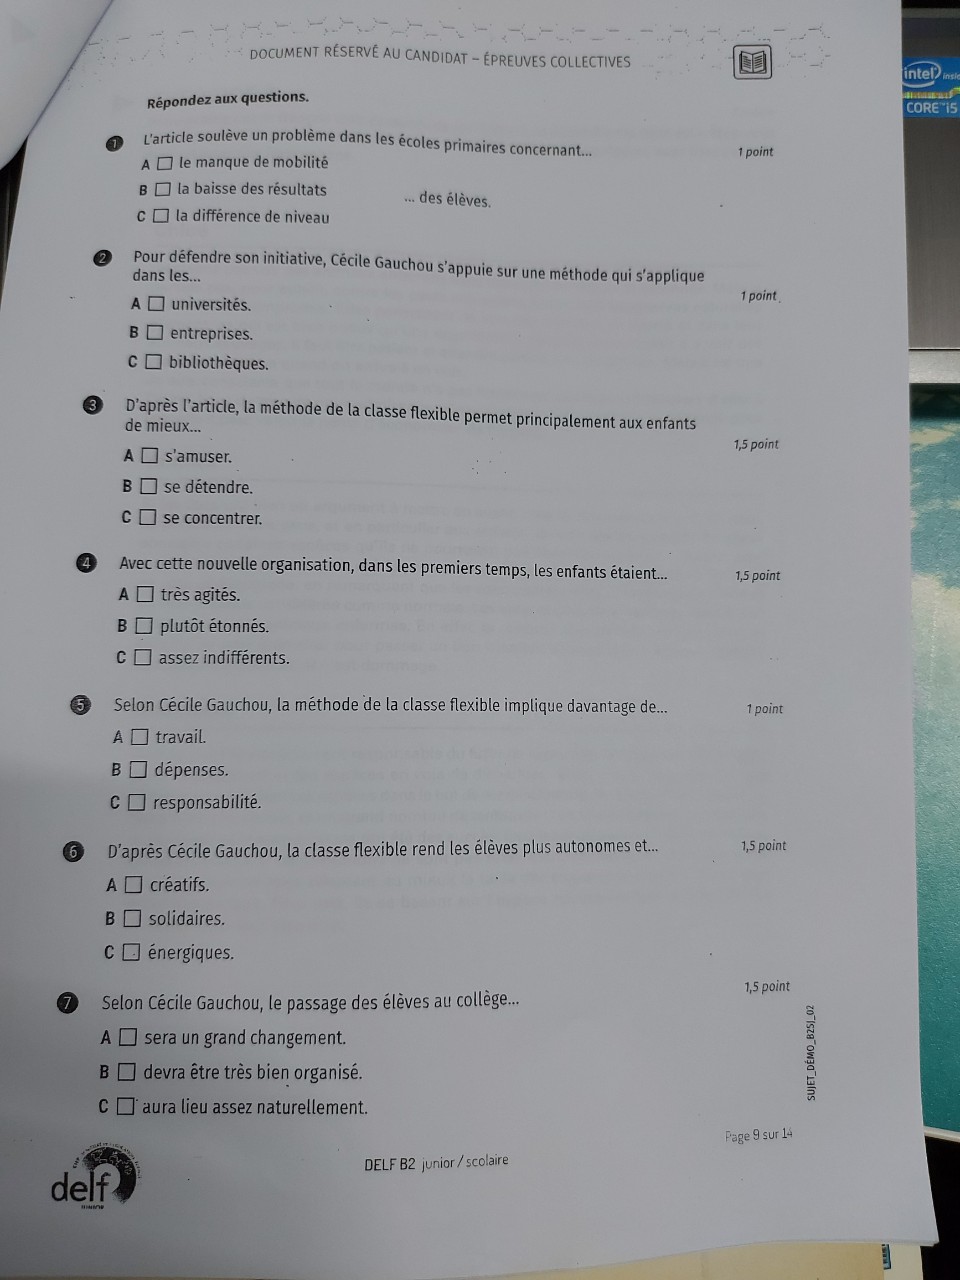 DOCUMENT RÉSERVÉ AU CANDIDAT – ÉPREUVES COLLECTIVES
intel inside
CORE i5
Répondez aux questions.
1 L'article soulève un problème dans les écoles primaires concernant...
1 point
A le manque de mobilité
B la baisse des résultats
... des élèves.
C la différence de niveau
2 Pour défendre son initiative, Cécile Gauchou s'appuie sur une méthode qui s'applique
dans les...
1 point
A universités.
B entreprises.
C bibliothèques.
3 D'après l'article, la méthode de la classe flexible permet principalement aux enfants
de mieux...
1,5 point
A s'amuser.
B se détendre.
C se concentrer.
4 Avec cette nouvelle organisation, dans les premiers temps, les enfants étaient...
1,5 point
A très agités.
B plutôt étonnés.
C assez indifférents.
5 Selon Cécile Gauchou, la méthode de la classe flexible implique davantage de...
1 point
A travail.
B dépenses.
C responsabilité.
6 D'après Cécile Gauchou, la classe flexible rend les élèves plus autonomes et...
1,5 point
A créatifs.
B solidaires.
C énergiques.
7 Selon Cécile Gauchou, le passage des élèves au collège...
1,5 point
A sera un grand changement.
B devra être très bien organisé.
C aura lieu assez naturellement.
SUJET_DÉMO_B2SJ_02
Page 9 sur 14
DELF B2 junior / scolaire
delf